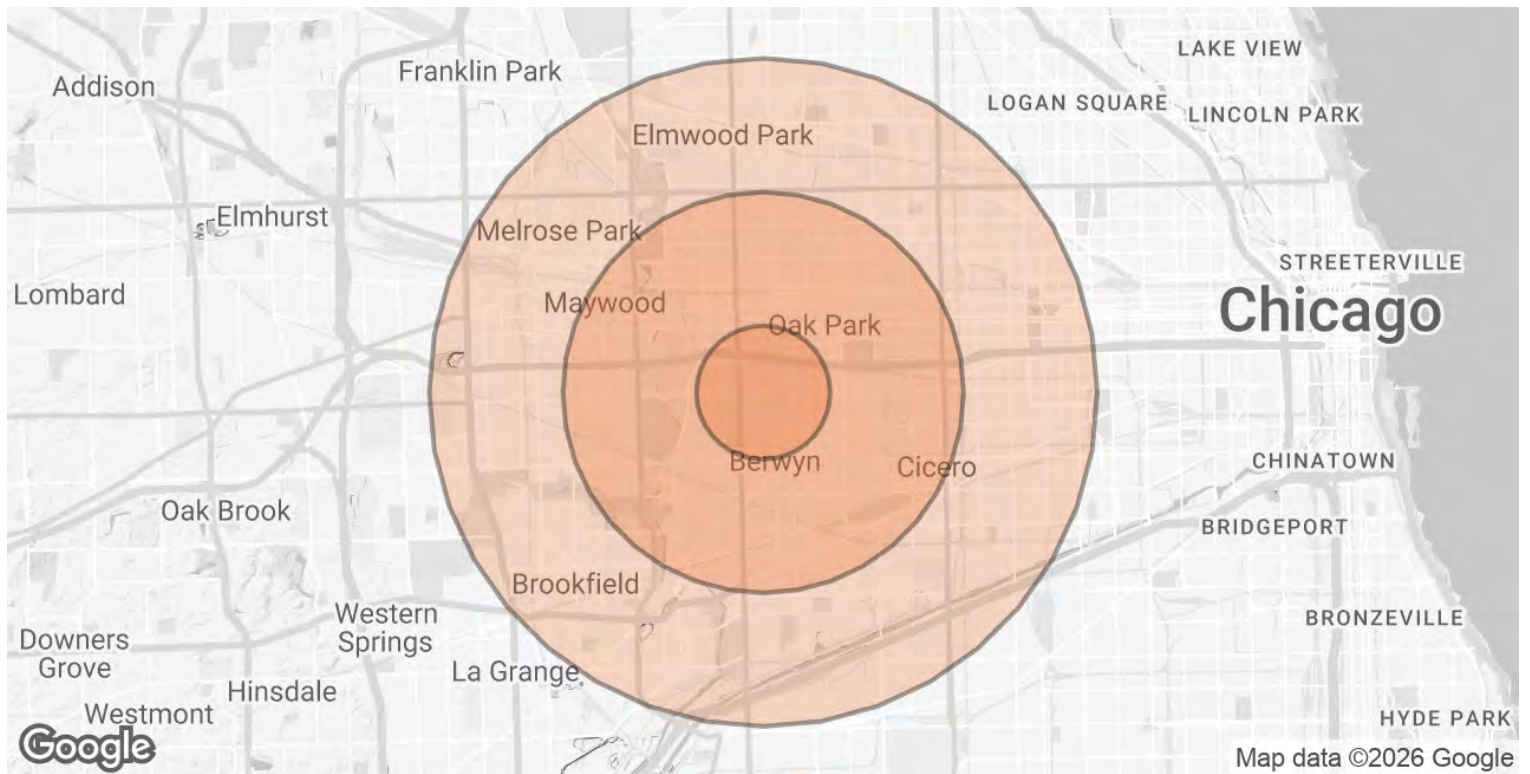 LAKE VIEW
Franklin Park
Addison
LOGAN SQUARE
LINCOLN PARK
Elmwood Park
Elmhurst
Melrose Park
STREETERVILLE
Lombard
Maywood
Chicago
Oak Park
Berwyn
Cicero
CHINATOWN
Oak Brook
BRIDGEPORT
Brookfield
Western
Springs
BRONZEVILLE
Downers
Grove
La Grange
Hinsdale
Westmont
HYDE PARK
Google
Map data ©2026 Google